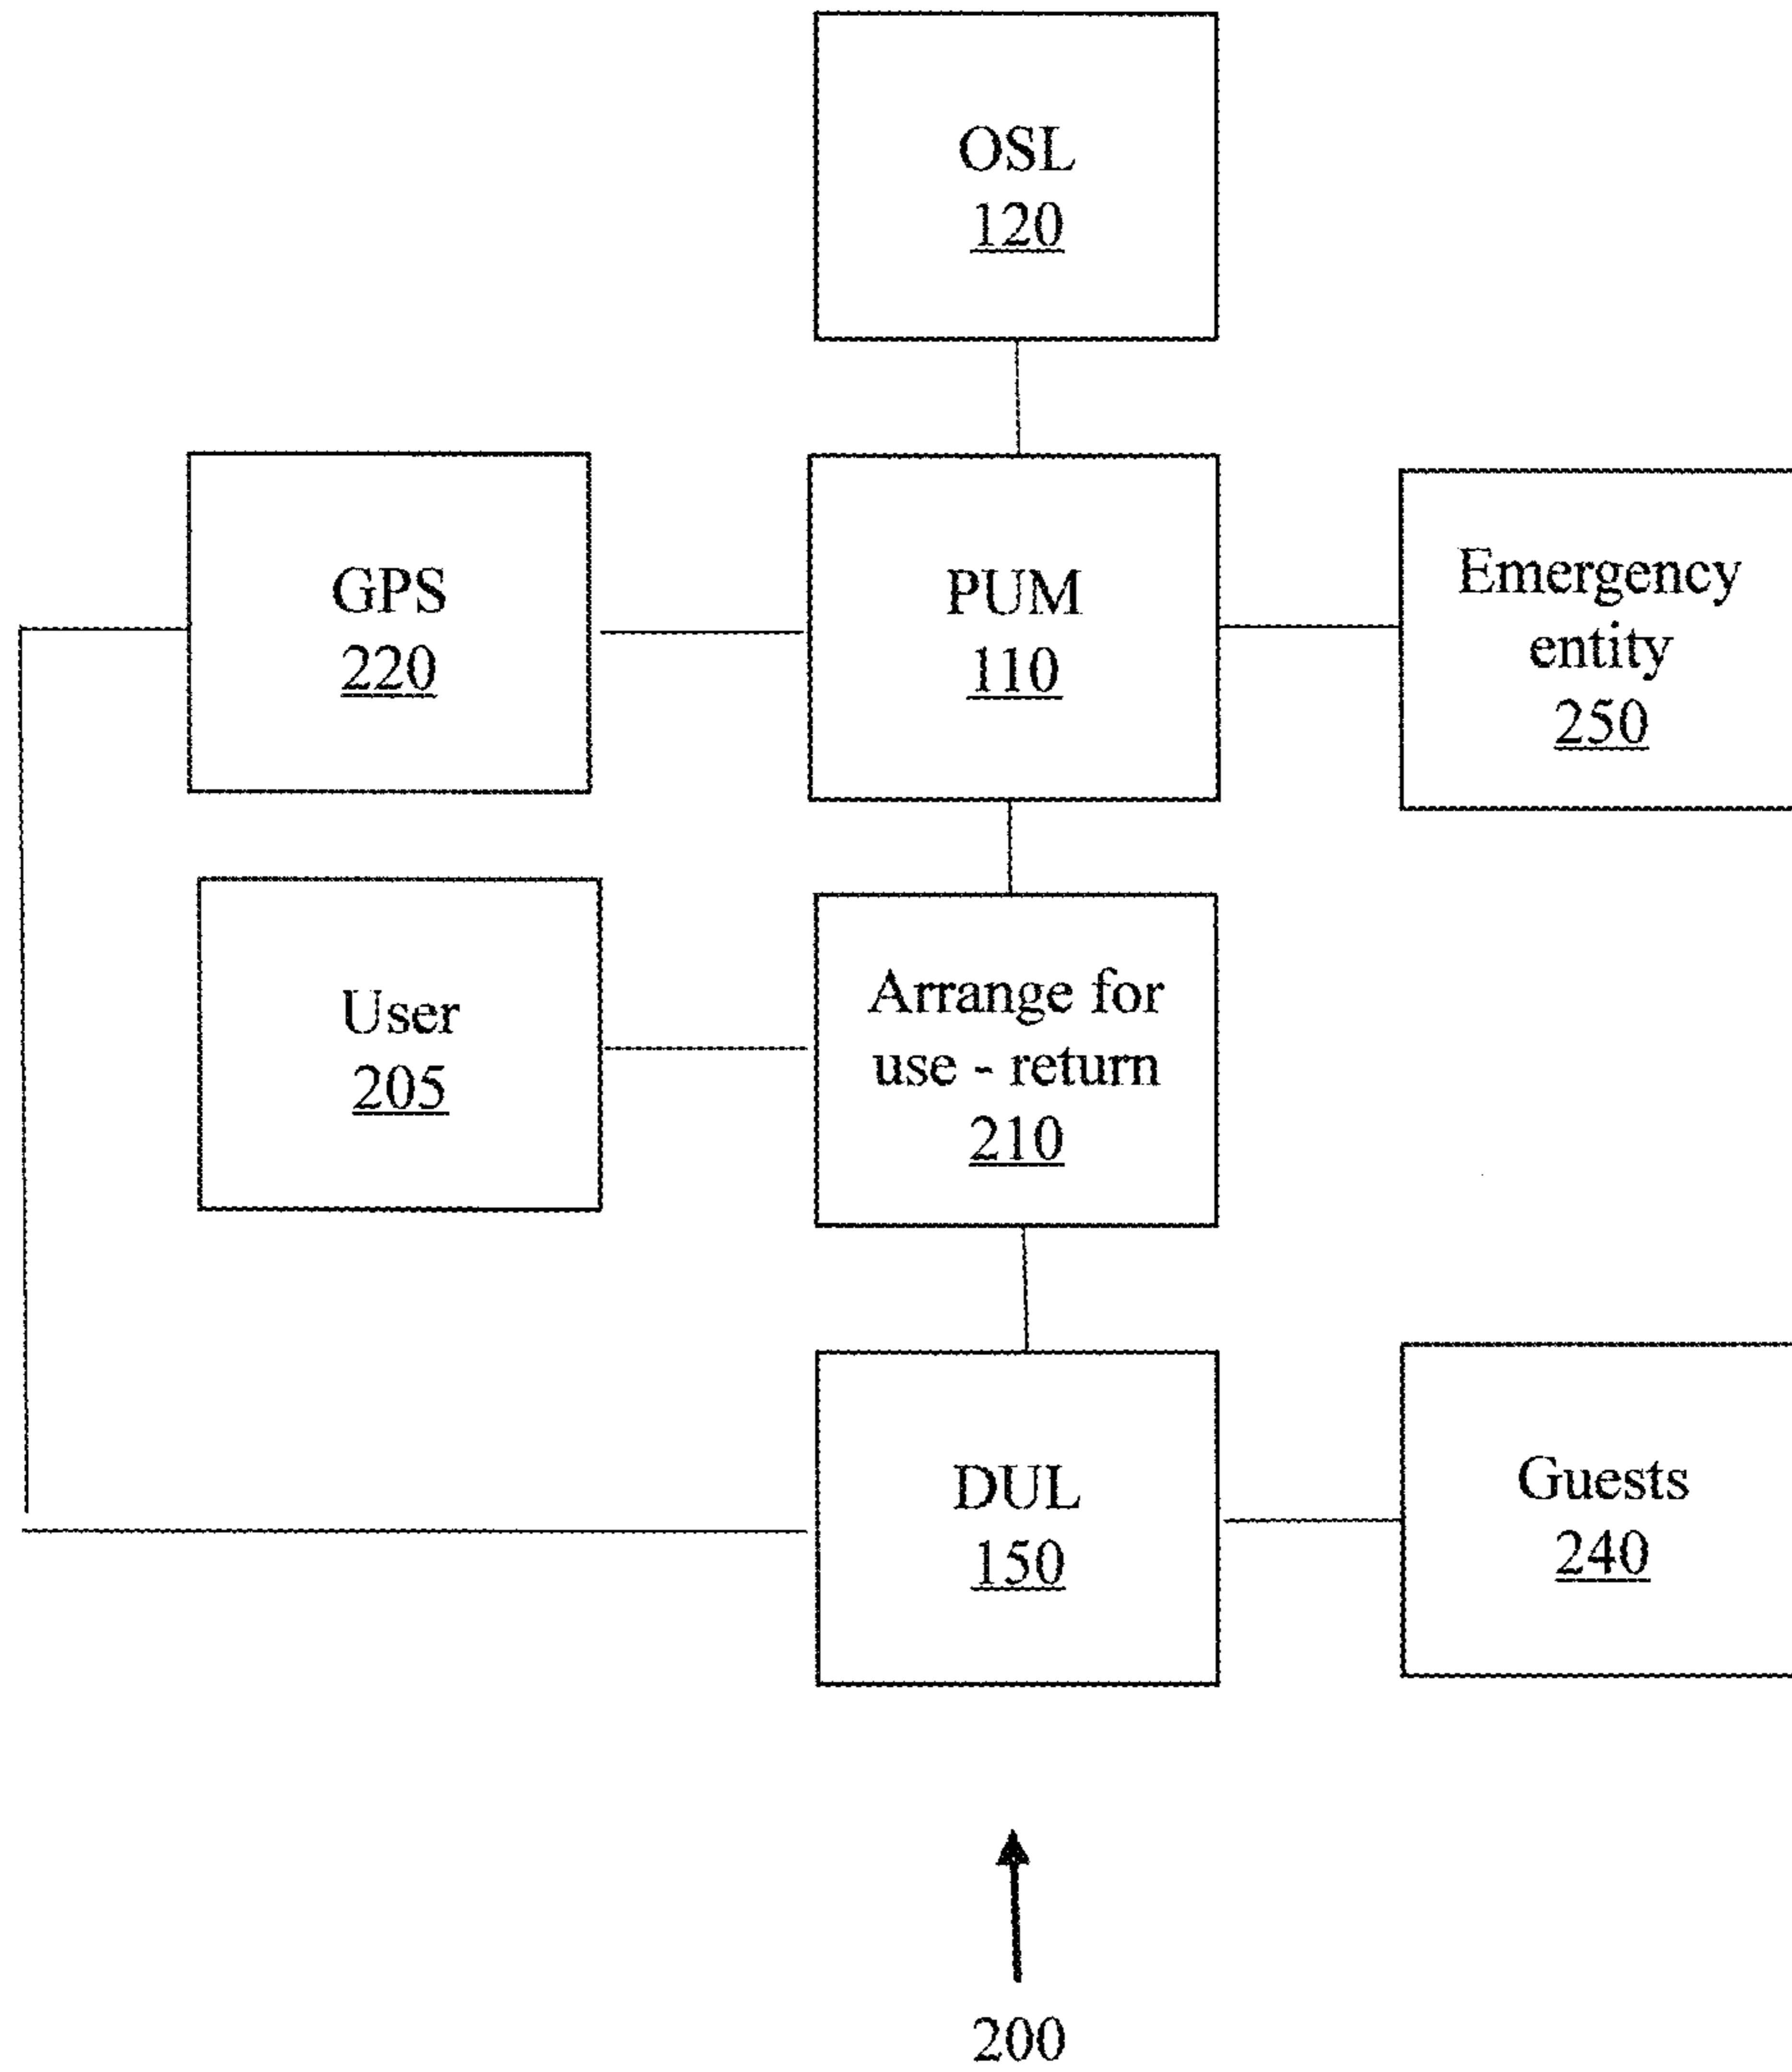 OSL
120
GPS
220
PUM
110
Emergency
entity
250
User
205
Arrange for
use - return
210
DUL
150
Guests
240
200